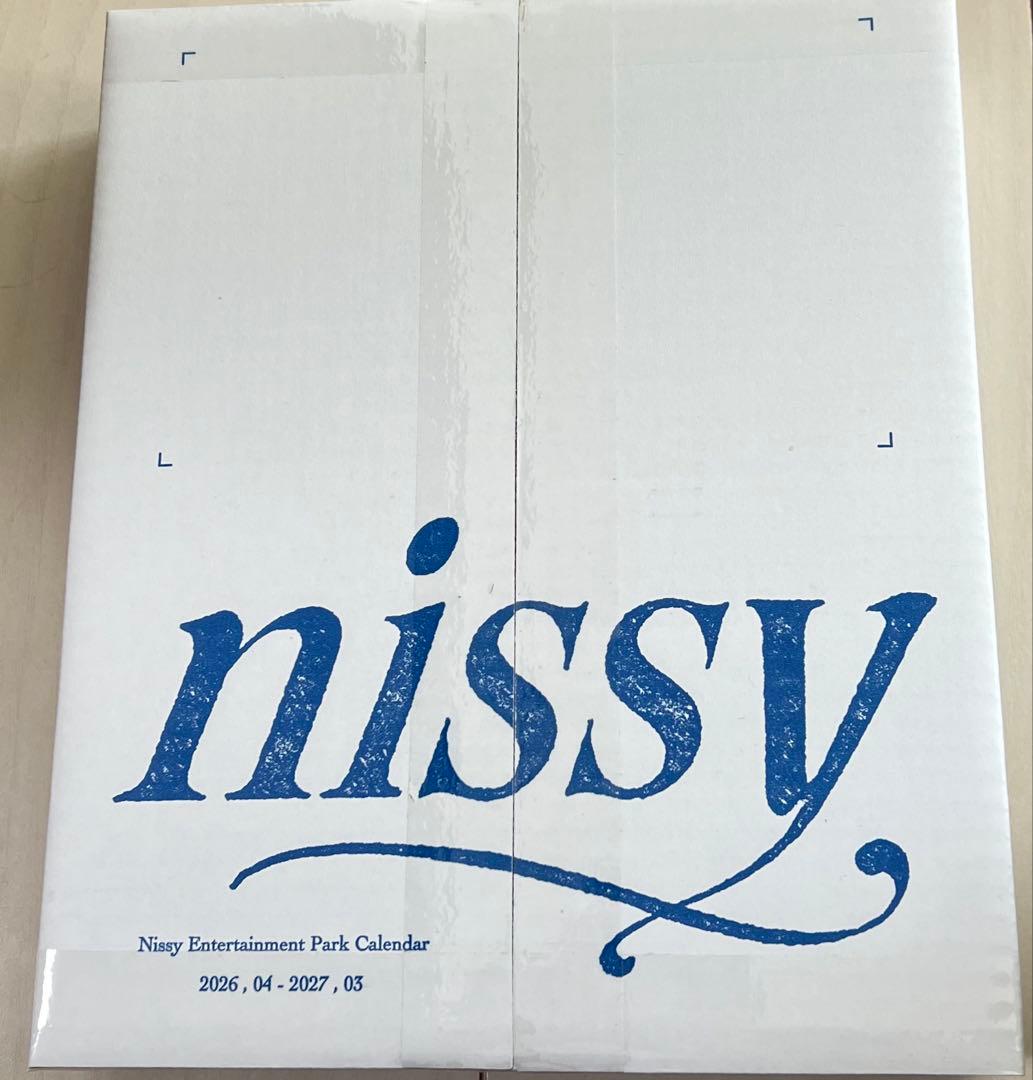 nissy
Nissy Entertainment Park Calendar
2026 , 04 - 2027 , 03